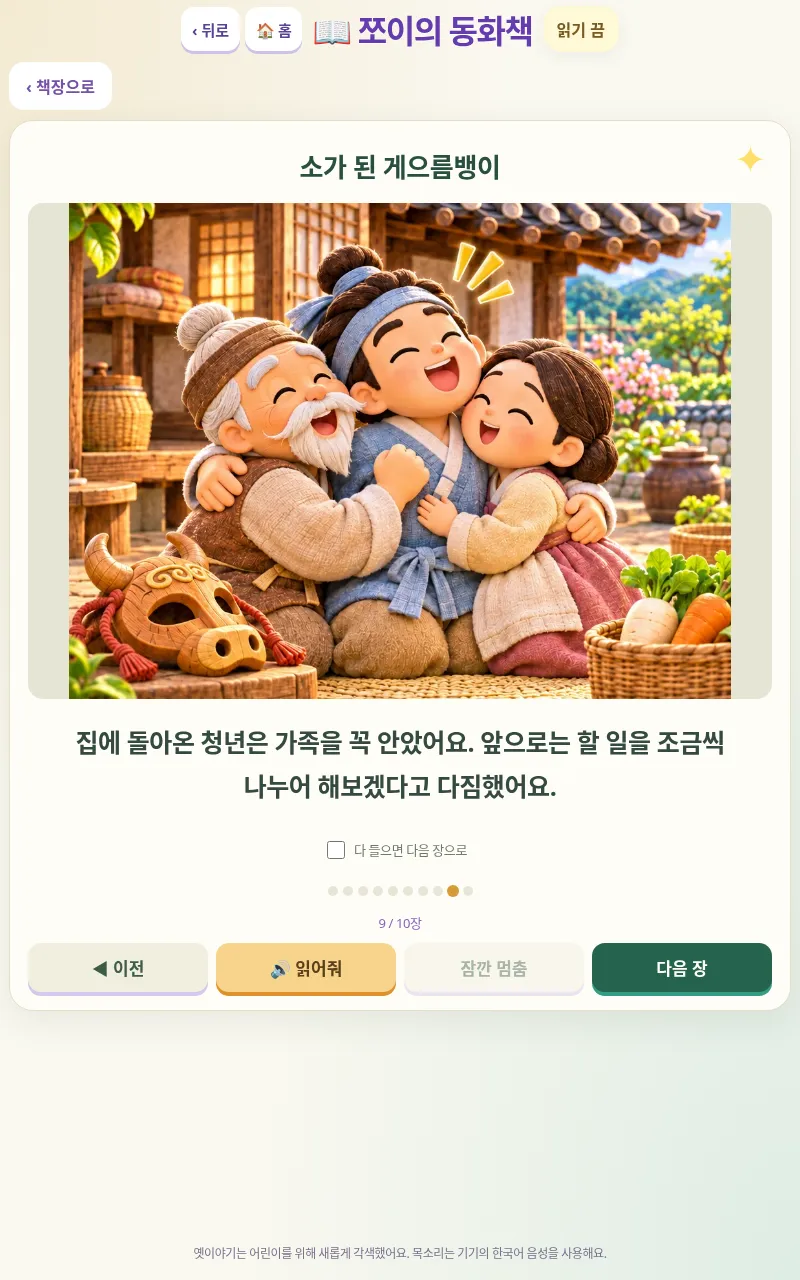 ‹ 뒤로
🏠 홈
📖 쪼이의 동화책
읽기 끔
‹ 책장으로
소가 된 게으름뱅이
집에 돌아온 청년은 가족을 꼭 안았어요. 앞으로는 할 일을 조금씩
나누어 해보겠다고 다짐했어요.
다 들으면 다음 장으로
9 / 10장
◀ 이전
🔊 읽어줘
잠깐 멈춤
다음 장
옛이야기는 어린이를 위해 새롭게 각색했어요. 목소리는 기기의 한국어 음성을 사용해요.